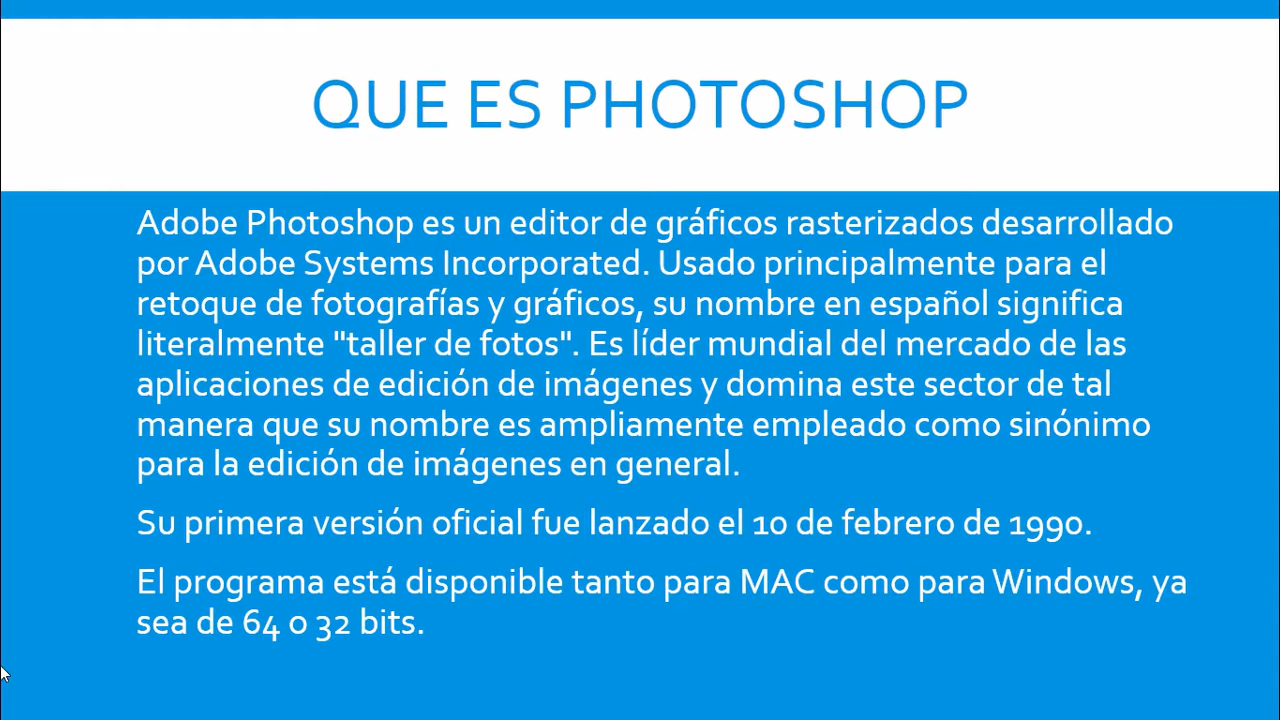 QUE ES PHOTOSHOP
Adobe Photoshop es un editor de gráficos rasterizados desarrollado
por Adobe Systems Incorporated. Usado principalmente para el
retoque de fotografías y gráficos, su nombre en español significa
literalmente "taller de fotos". Es líder mundial del mercado de las
aplicaciones de edición de imágenes y domina este sector de tal
manera que su nombre es ampliamente empleado como sinónimo
para la edición de imágenes en general.
Su primera versión oficial fue lanzado el 10 de febrero de 1990.
El programa está disponible tanto para MAC como para Windows, ya
sea de 64 o 32 bits.